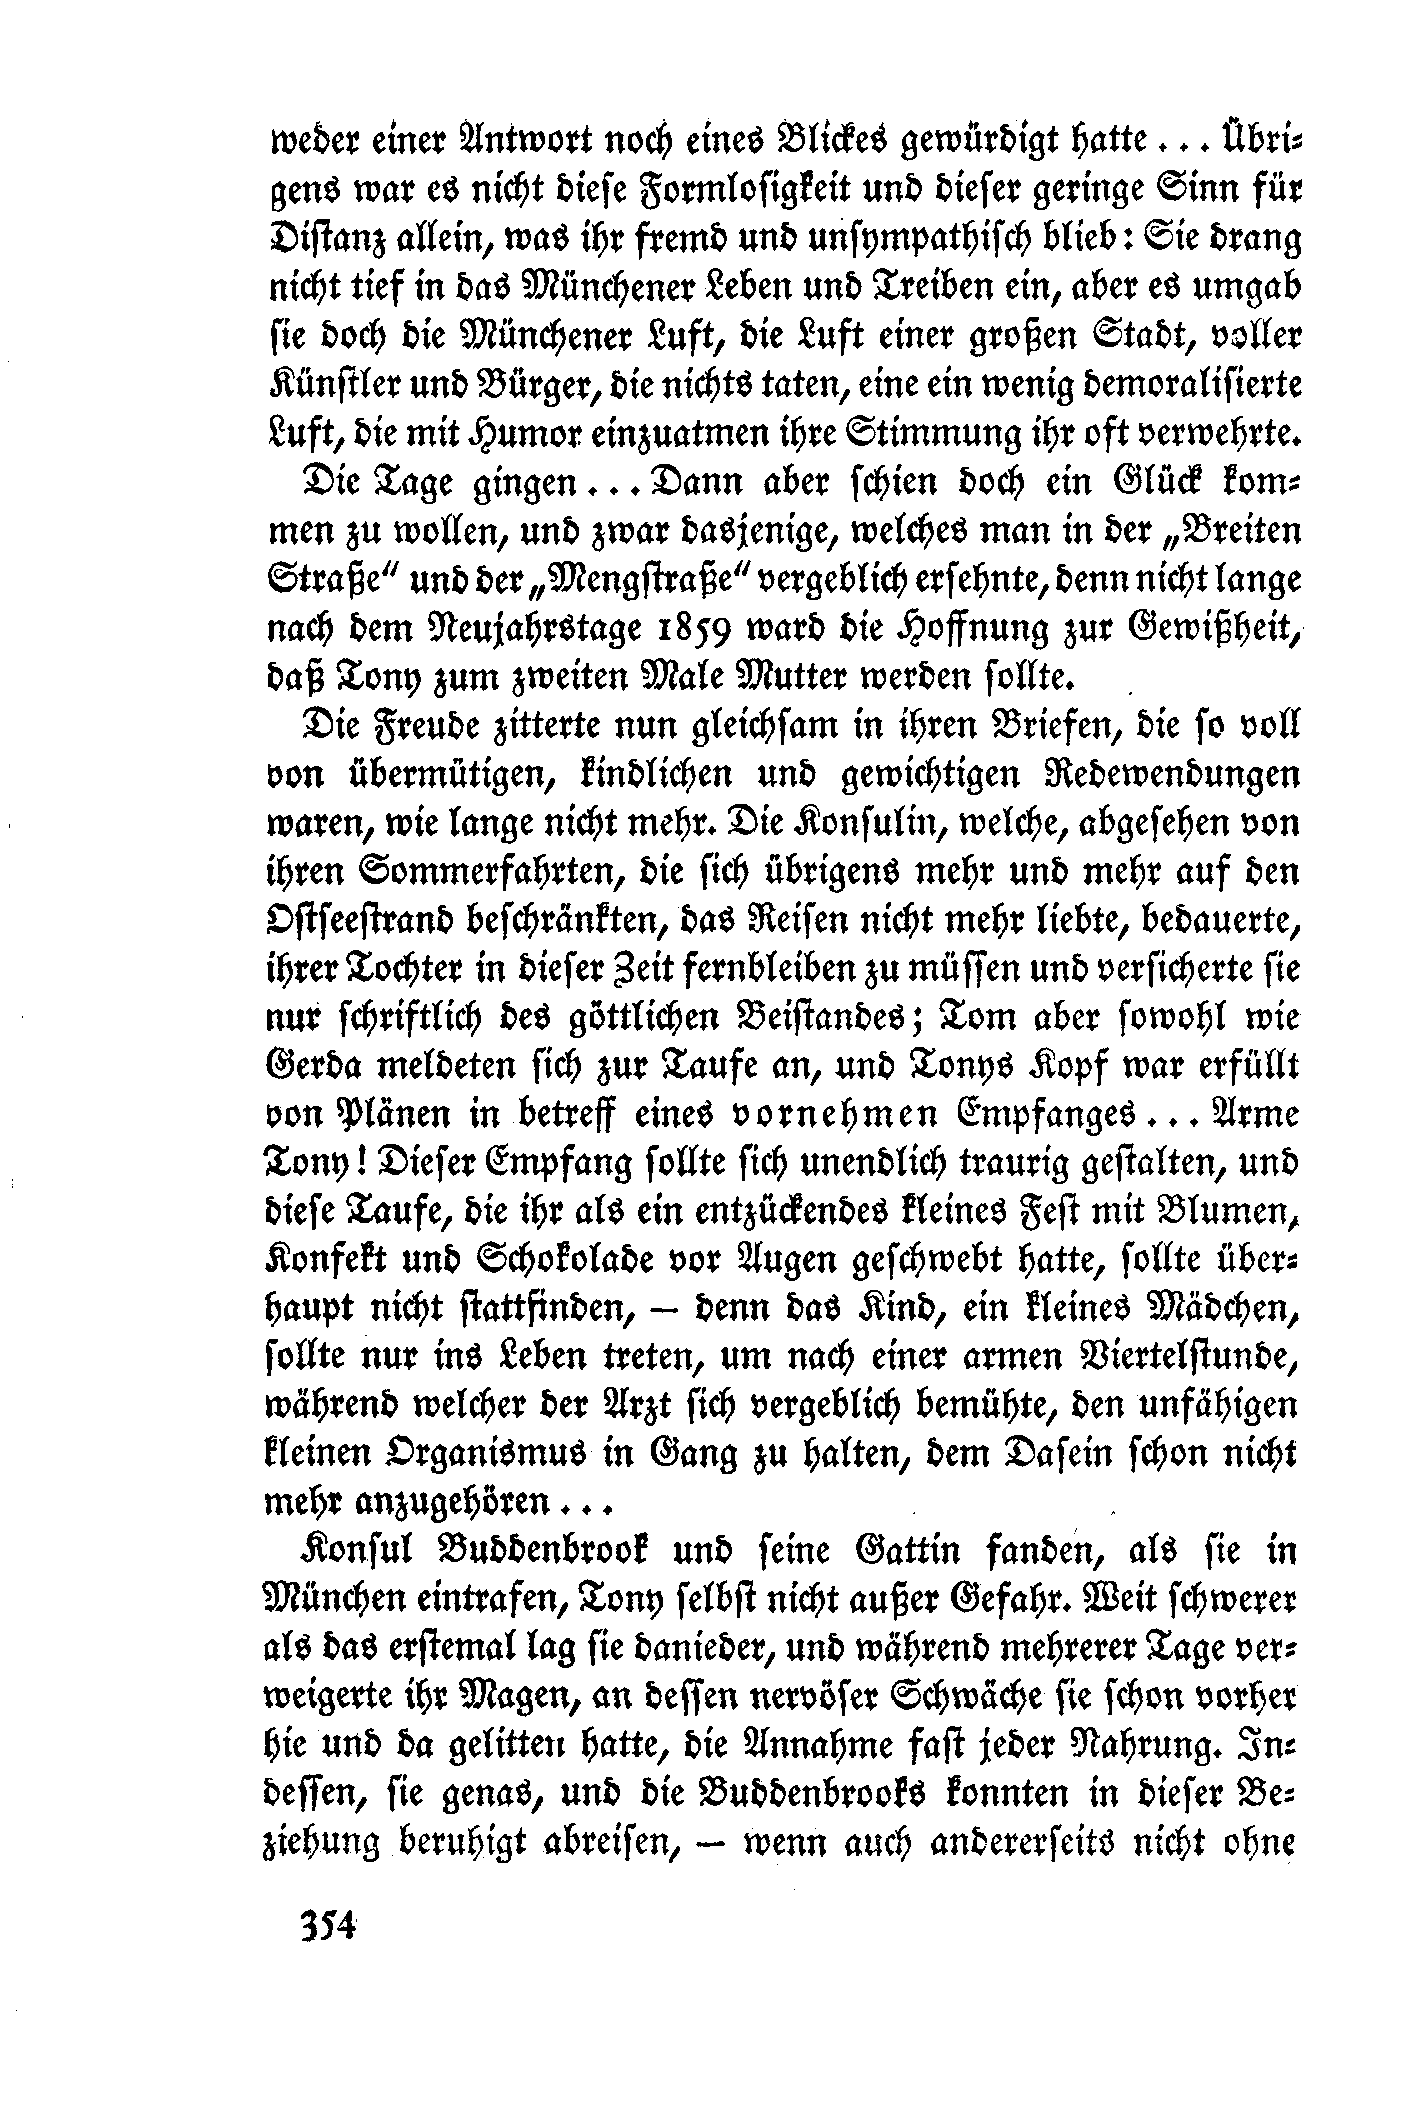 weder einer Antwort noch eines Blickes gewürdigt hatte... Übri-
gens war es nicht diese Formlosigkeit und dieser geringe Sinn für
Distanz allein, was ihr fremd und unsympathisch blieb: Sie drang
nicht tief in das Münchener Leben und Treiben ein, aber es umgab
sie doch die Münchener Luft, die Luft einer großen Stadt, voller
Künstler und Bürger, die nichts taten, eine ein wenig demoralisierte
Luft, die mit Humor einzuatmen ihre Stimmung ihr oft verwehrte.
Die Tage gingen... Dann aber schien doch ein Glück kom-
men zu wollen, und zwar dasjenige, welches man in der „Breiten
Straße“ und der „Mengstraße“ vergeblich ersehnte, denn nicht lange
nach dem Neujahrstage 1859 ward die Hoffnung zur Gewißheit,
daß Tony zum zweiten Male Mutter werden sollte.
Die Freude zitterte nun gleichsam in ihren Briefen, die so voll
von übermütigen, kindlichen und gewichtigen Redewendungen
waren, wie lange nicht mehr. Die Konsulin, welche, abgesehen von
ihren Sommerfahrten, die sich übrigens mehr und mehr auf den
Ostseestrand beschränkten, das Reisen nicht mehr liebte, bedauerte,
ihrer Tochter in dieser Zeit fernbleiben zu müssen und versicherte sie
nur schriftlich des göttlichen Beistandes; Tom aber sowohl wie
Gerda meldeten sich zur Taufe an, und Tonys Kopf war erfüllt
von Plänen in betreff eines vornehmen Empfanges... Arme
Tony! Dieser Empfang sollte sich unendlich traurig gestalten, und
diese Taufe, die ihr als ein entzückendes kleines Fest mit Blumen,
Konfekt und Schokolade vor Augen geschwebt hatte, sollte über-
haupt nicht stattfinden, — denn das Kind, ein kleines Mädchen,
sollte nur ins Leben treten, um nach einer armen Viertelstunde,
während welcher der Arzt sich vergeblich bemühte, den unfähigen
kleinen Organismus in Gang zu halten, dem Dasein schon nicht
mehr anzugehören...
Konsul Buddenbrook und seine Gattin fanden, als sie in
München eintrafen, Tony selbst nicht außer Gefahr. Weit schwerer
als das erstemal lag sie danieder, und während mehrerer Tage ver-
weigerte ihr Magen, an dessen nervöser Schwäche sie schon vorher
hie und da gelitten hatte, die Annahme fast jeder Nahrung. In-
dessen, sie genas, und die Buddenbrooks konnten in dieser Be-
ziehung beruhigt abreisen, — wenn auch andererseits nicht ohne
354